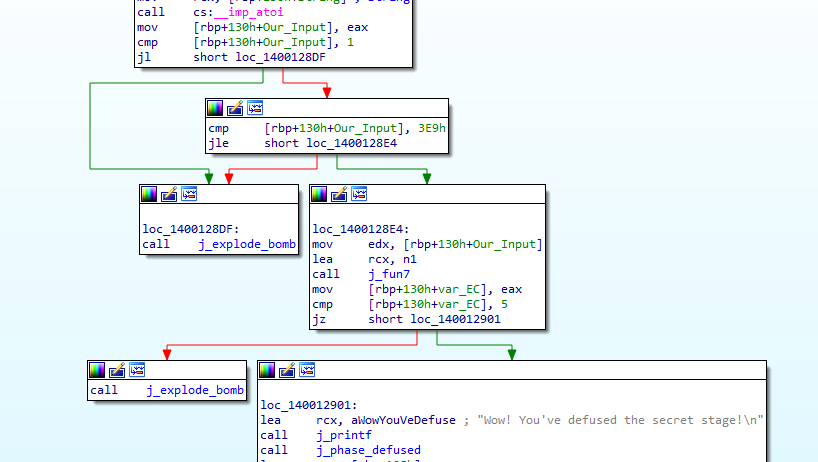 call cs:__imp_atoi
mov [rbp+130h+Our_Input], eax
cmp [rbp+130h+Our_Input], 1
jl short loc_1400128DF
cmp [rbp+130h+Our_Input], 3E9h
jle short loc_1400128E4
loc_1400128DF:
call j_explode_bomb
loc_1400128E4:
mov edx, [rbp+130h+Our_Input]
lea rcx, n1
call j_fun7
mov [rbp+130h+var_EC], eax
cmp [rbp+130h+var_EC], 5
jz short loc_140012901
call j_explode_bomb
loc_140012901:
lea rcx, aWowYouVeDefuse ; "Wow! You've defused the secret stage!\n"
call j_printf
call j_phase_defused